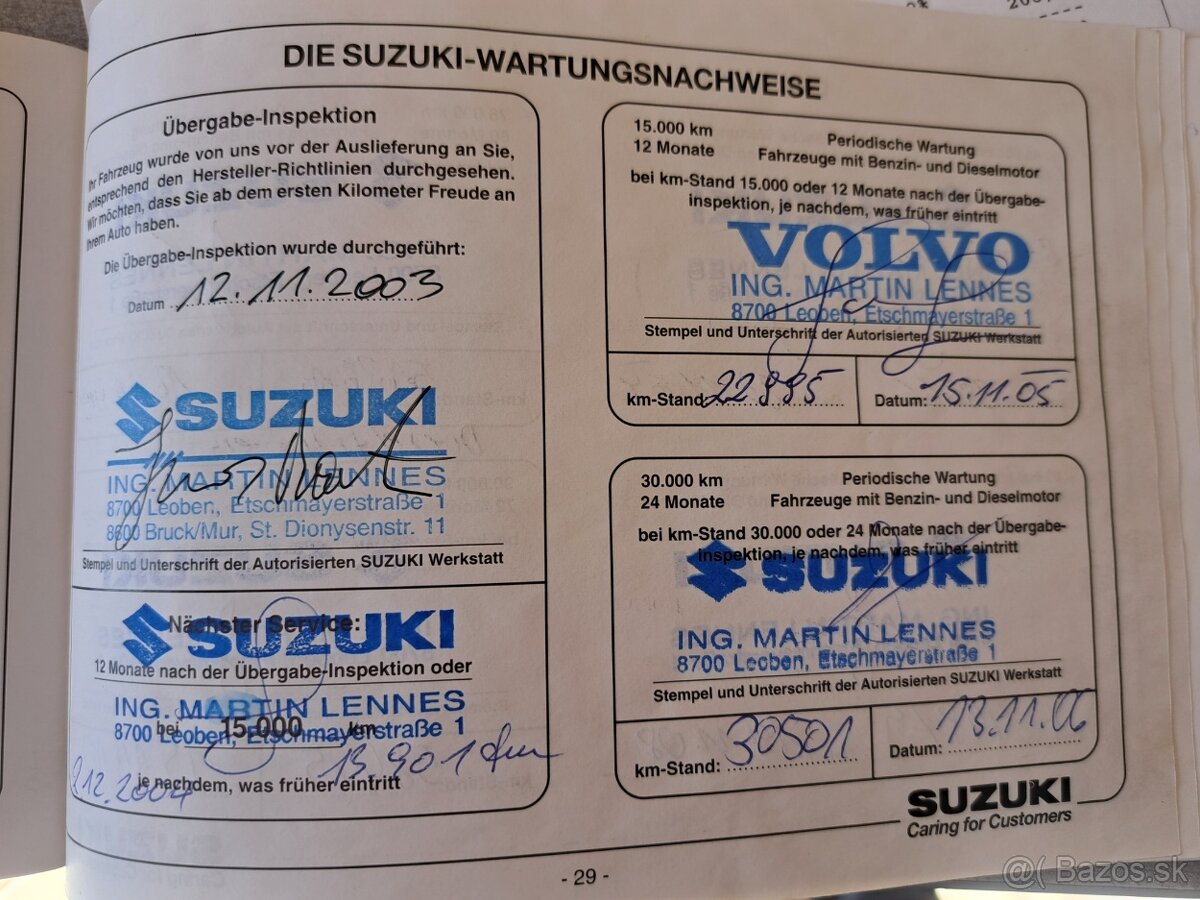 DIE SUZUKI-WARTUNGSNACHWEISE
Übergabe-Inspektion
Ihr Fahrzeug wurde von uns vor der Auslieferung an Sie,
entsprechend den Hersteller-Richtlinien durchgesehen.
Wir möchten, dass Sie ab dem ersten Kilometer Freude an
Ihrem Auto haben.
Die Übergabe-Inspektion wurde durchgeführt:
Datum 12.11.2003
SUZUKI
ING. MARTIN LENNES
8700 Leoben, Etschmayerstraße 1
8600 Bruck/Mur, St. Dionysenstr. 11
Stempel und Unterschrift der Autorisierten SUZUKI Werkstatt
Nächster Service:
SUZUKI
12 Monate nach der Übergabe-Inspektion oder
ING. MARTIN LENNES
8700 Leoben, Etschmayerstraße 1
bei 15.000 km
13.901 km
12.2004
je nachdem, was früher eintritt
15.000 km
12 Monate
Periodische Wartung
Fahrzeuge mit Benzin- und Dieselmotor
bei km-Stand 15.000 oder 12 Monate nach der Übergabe-
inspektion, je nachdem, was früher eintritt
VOLVO
ING. MARTIN LENNES
8700 Leoben, Etschmayerstraße 1
Stempel und Unterschrift der Autorisierten SUZUKI Werkstatt
km-Stand: 22995 Datum: 15.11.05
30.000 km
24 Monate
Periodische Wartung
Fahrzeuge mit Benzin- und Dieselmotor
bei km-Stand 30.000 oder 24 Monate nach der Übergabe-
inspektion, je nachdem, was früher eintritt
SUZUKI
ING. MARTIN LENNES
8700 Leoben, Etschmayerstraße 1
Stempel und Unterschrift der Autorisierten SUZUKI Werkstatt
km-Stand: 30501 Datum: 13.11.06
SUZUKI
Caring for Customers
- 29 -
@( Bazos.sk